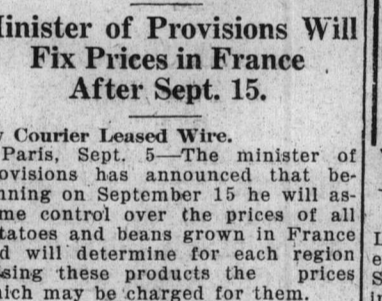 inister of Provisions Will
Fix Prices in France
After Sept. 15.
y Courier Leased Wire.
Paris, Sept. 5—The minister of
ovisions has announced that be-
nning on September 15 he will as-
me control over the prices of all
tatoes and beans grown in France
d will determine for each region
sing these products the prices
ich may be charged for them.